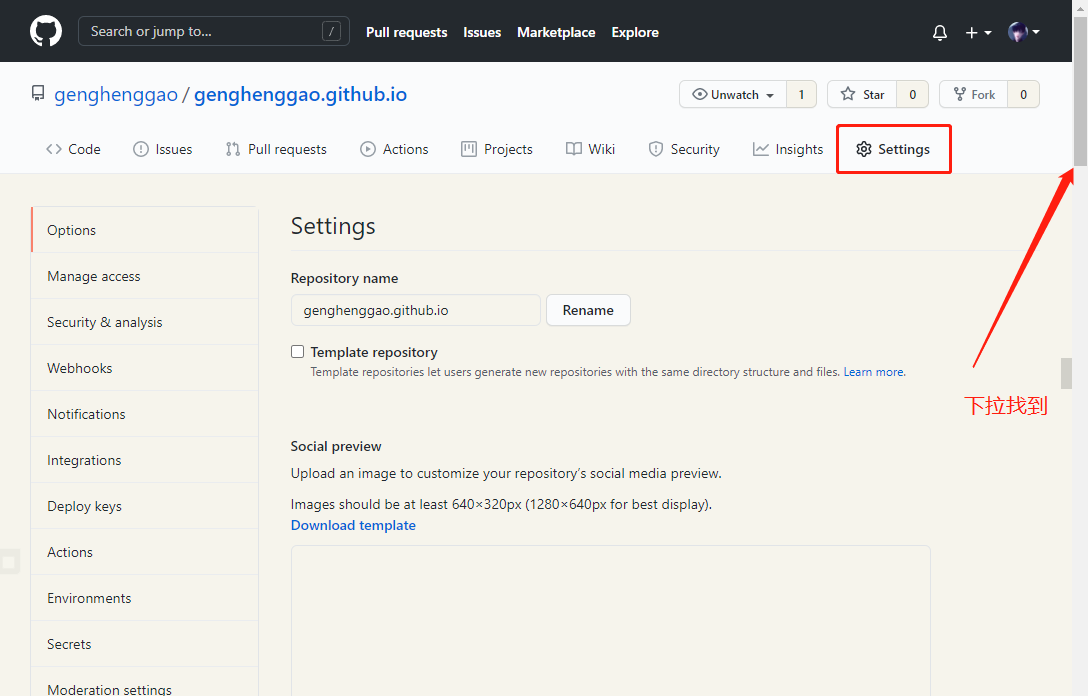 Search or jump to... /
Pull requests Issues Marketplace Explore
genghenggao / genghenggao.github.io
Unwatch 1 Star 0 Fork 0
Code Issues Pull requests Actions Projects Wiki Security Insights Settings
Options
Manage access
Security & analysis
Webhooks
Notifications
Integrations
Deploy keys
Actions
Environments
Secrets
Moderation settings
Settings
Repository name
genghenggao.github.io Rename
Template repository
Template repositories let users generate new repositories with the same directory structure and files. Learn more.
Social preview
Upload an image to customize your repository’s social media preview.
Images should be at least 640×320px (1280×640px for best display).
Download template
下拉找到